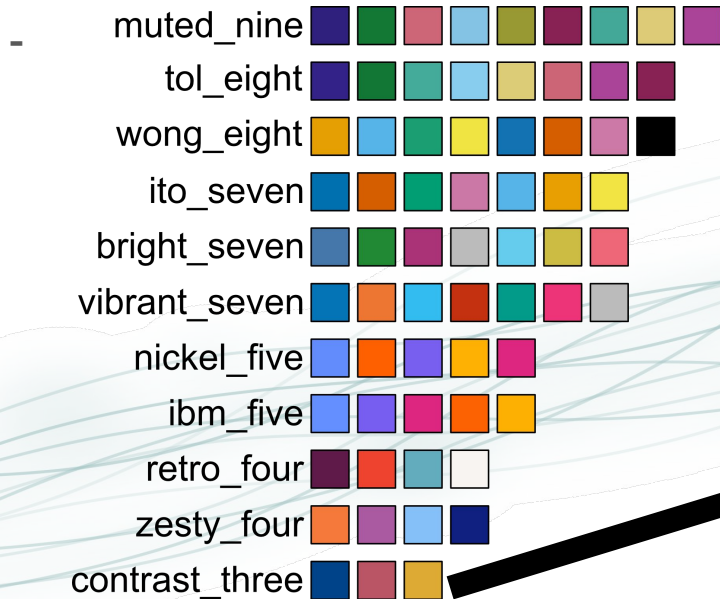 muted_nine
tol_eight
wong_eight
ito_seven
bright_seven
vibrant_seven
nickel_five
ibm_five
retro_four
zesty_four
contrast_three